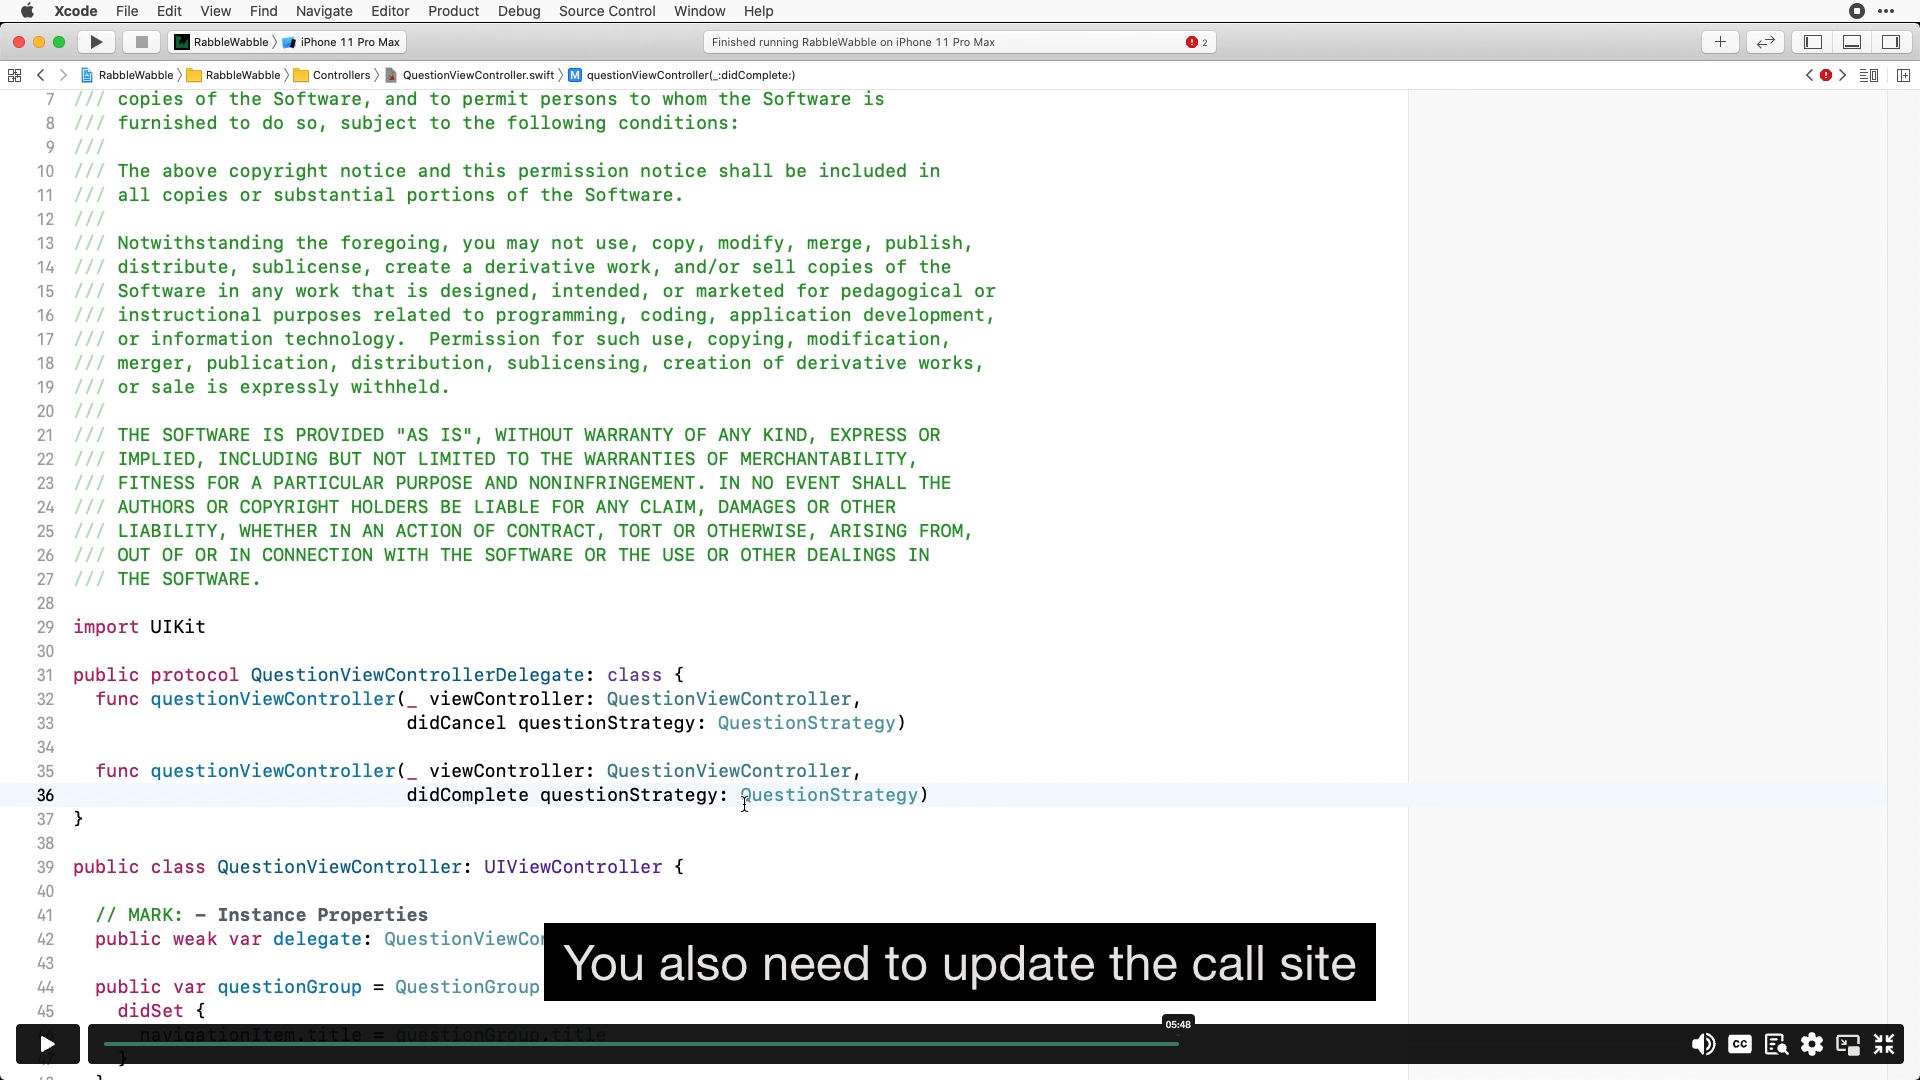 Xcode File Edit View Find Navigate Editor Product Debug Source Control Window Help
RabbleWabble iPhone 11 Pro Max Finished running RabbleWabble on iPhone 11 Pro Max 2
RabbleWabble RabbleWabble Controllers QuestionViewController.swift M questionViewController(_:didComplete:)
7 /// copies of the Software, and to permit persons to whom the Software is
8 /// furnished to do so, subject to the following conditions:
9 ///
10 /// The above copyright notice and this permission notice shall be included in
11 /// all copies or substantial portions of the Software.
12 ///
13 /// Notwithstanding the foregoing, you may not use, copy, modify, merge, publish,
14 /// distribute, sublicense, create a derivative work, and/or sell copies of the
15 /// Software in any work that is designed, intended, or marketed for pedagogical or
16 /// instructional purposes related to programming, coding, application development,
17 /// or information technology.  Permission for such use, copying, modification,
18 /// merger, publication, distribution, sublicensing, creation of derivative works,
19 /// or sale is expressly withheld.
20 ///
21 /// THE SOFTWARE IS PROVIDED "AS IS", WITHOUT WARRANTY OF ANY KIND, EXPRESS OR
22 /// IMPLIED, INCLUDING BUT NOT LIMITED TO THE WARRANTIES OF MERCHANTABILITY,
23 /// FITNESS FOR A PARTICULAR PURPOSE AND NONINFRINGEMENT. IN NO EVENT SHALL THE
24 /// AUTHORS OR COPYRIGHT HOLDERS BE LIABLE FOR ANY CLAIM, DAMAGES OR OTHER
25 /// LIABILITY, WHETHER IN AN ACTION OF CONTRACT, TORT OR OTHERWISE, ARISING FROM,
26 /// OUT OF OR IN CONNECTION WITH THE SOFTWARE OR THE USE OR OTHER DEALINGS IN
27 /// THE SOFTWARE.
28
29 import UIKit
30
31 public protocol QuestionViewControllerDelegate: class {
32 func questionViewController(_ viewController: QuestionViewController,
33 didCancel questionStrategy: QuestionStrategy)
34
35 func questionViewController(_ viewController: QuestionViewController,
36 didComplete questionStrategy: QuestionStrategy)
37 }
38
39 public class QuestionViewController: UIViewController {
40
41 // MARK: - Instance Properties
42 public weak var delegate: QuestionViewCo
43
44 public var questionGroup = QuestionGroup
45 didSet {
navigationItem.title = questionGroup.title
}
You also need to update the call site
05:48
CC